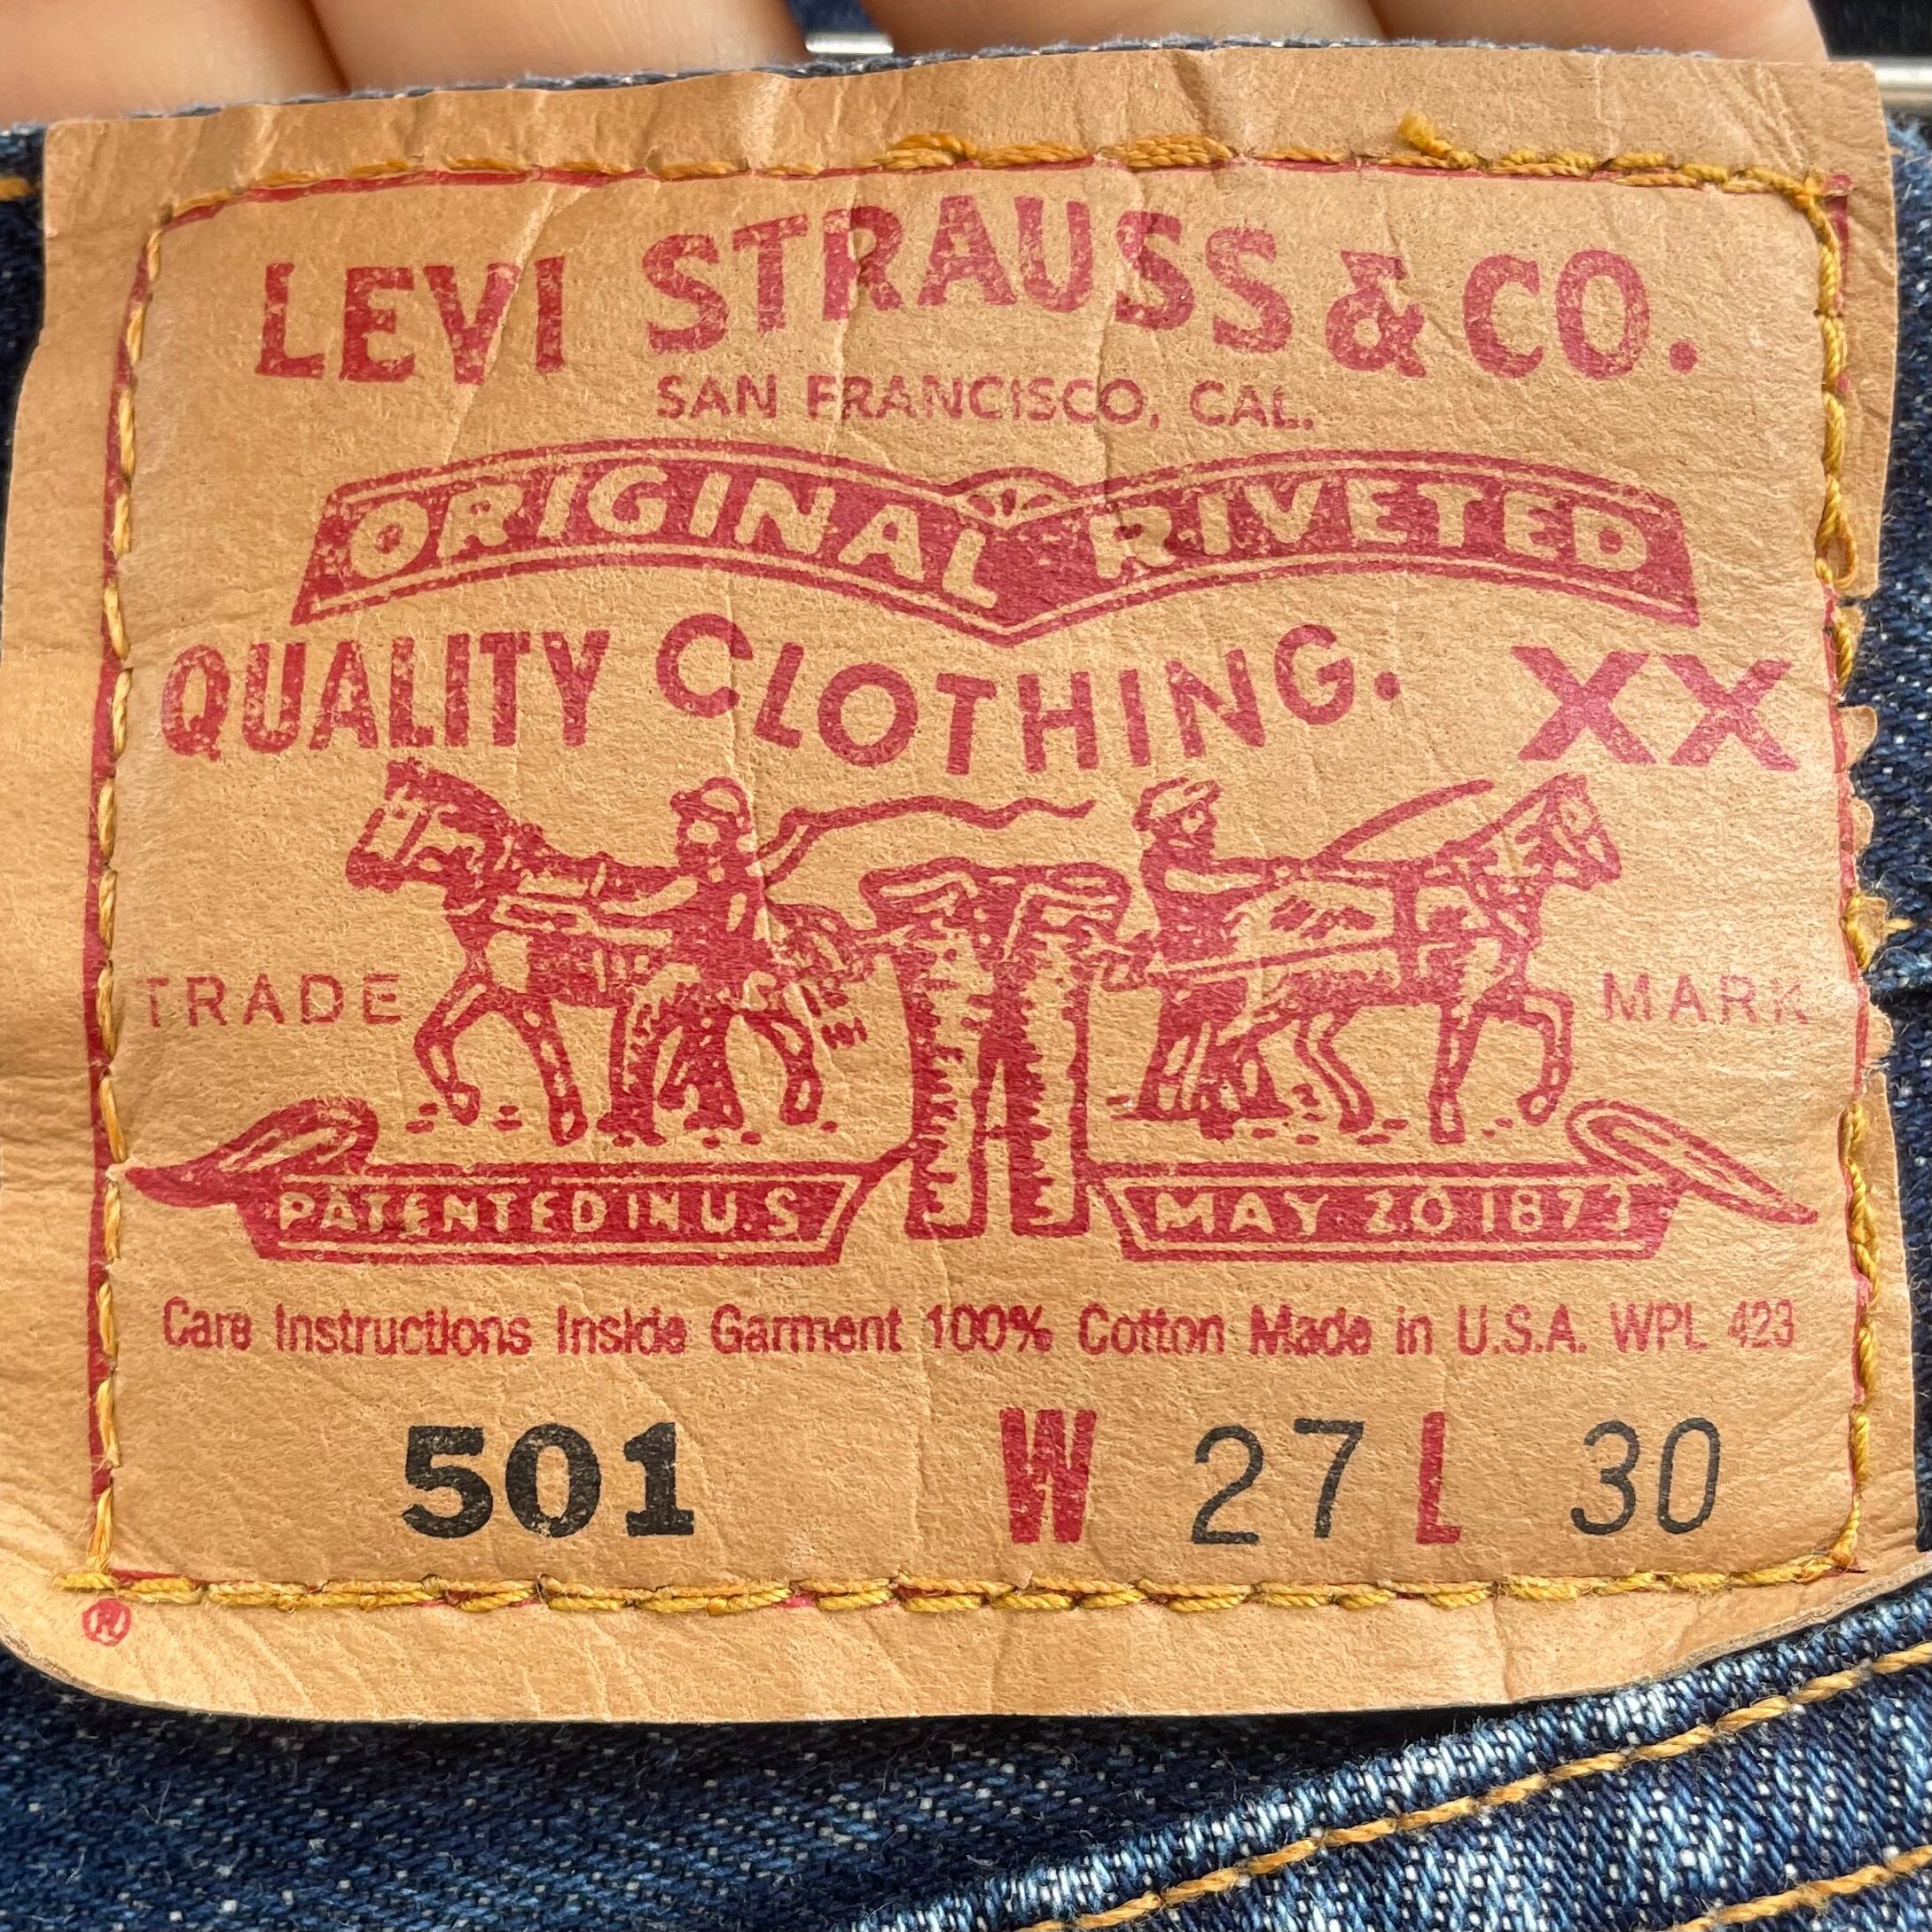 LEVI STRAUSS & CO.
SAN FRANCISCO, CAL.
ORIGINAL RIVETED
QUALITY CLOTHING. XX
TRADE MARK
PATENTED IN U.S MAY 20 1873
Care Instructions Inside Garment 100% Cotton Made in U.S.A. WPL 423
501 W 27 L 30
®